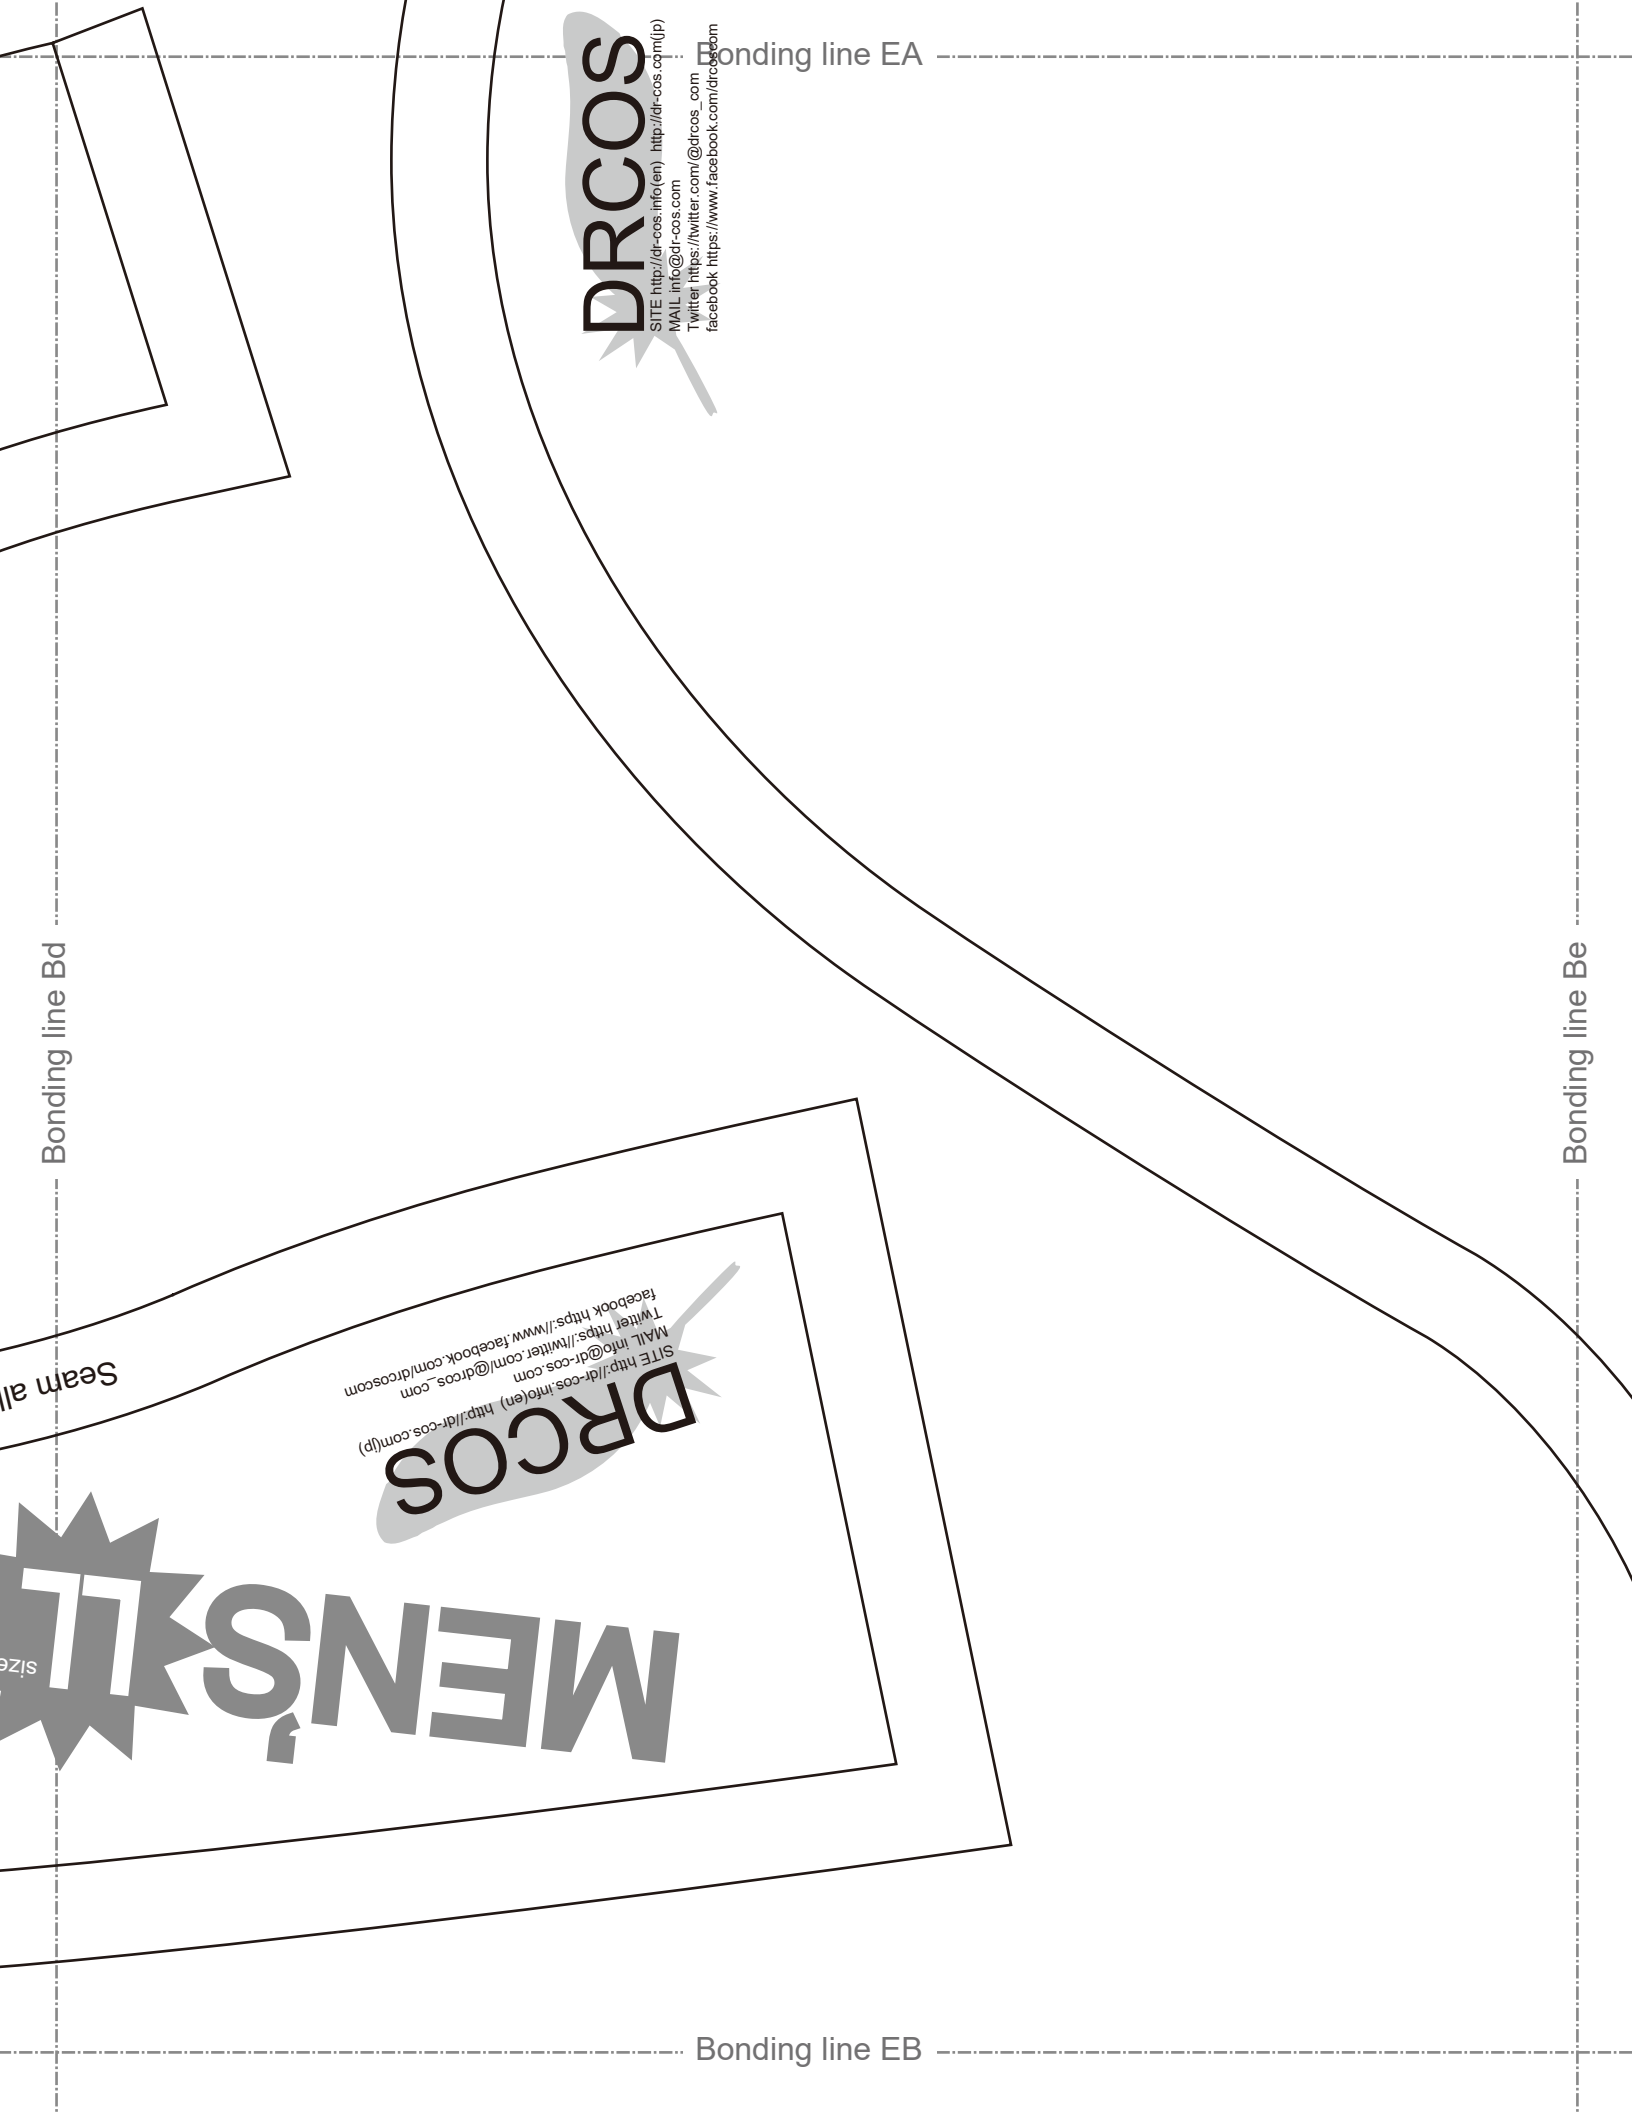 Bonding line EA
DRCOS
SITE http://dr-cos.info(en) http://dr-cos.com(jp)
MAIL info@dr-cos.com
Twitter https://twitter.com/@drcos_com
facebook https://www.facebook.com/drcoscom
Bonding line Bd
Bonding line Be
Seam all
DRCOS
SITE http://dr-cos.info(en) http://dr-cos.com(jp)
MAIL info@dr-cos.com
Twitter https://twitter.com/@drcos_com
facebook https://www.facebook.com/drcoscom
MEN'S
LL
size
Bonding line EB